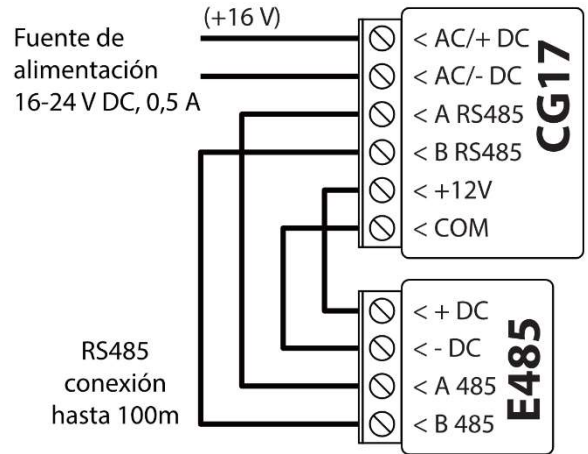 (+16 V)
Fuente de
alimentación
16-24 V DC, 0,5 A
< AC/+ DC
< AC/- DC
< A RS485
< B RS485
< +12V
< COM
CG17
< + DC
< - DC
< A 485
< B 485
E485
RS485
conexión
hasta 100m